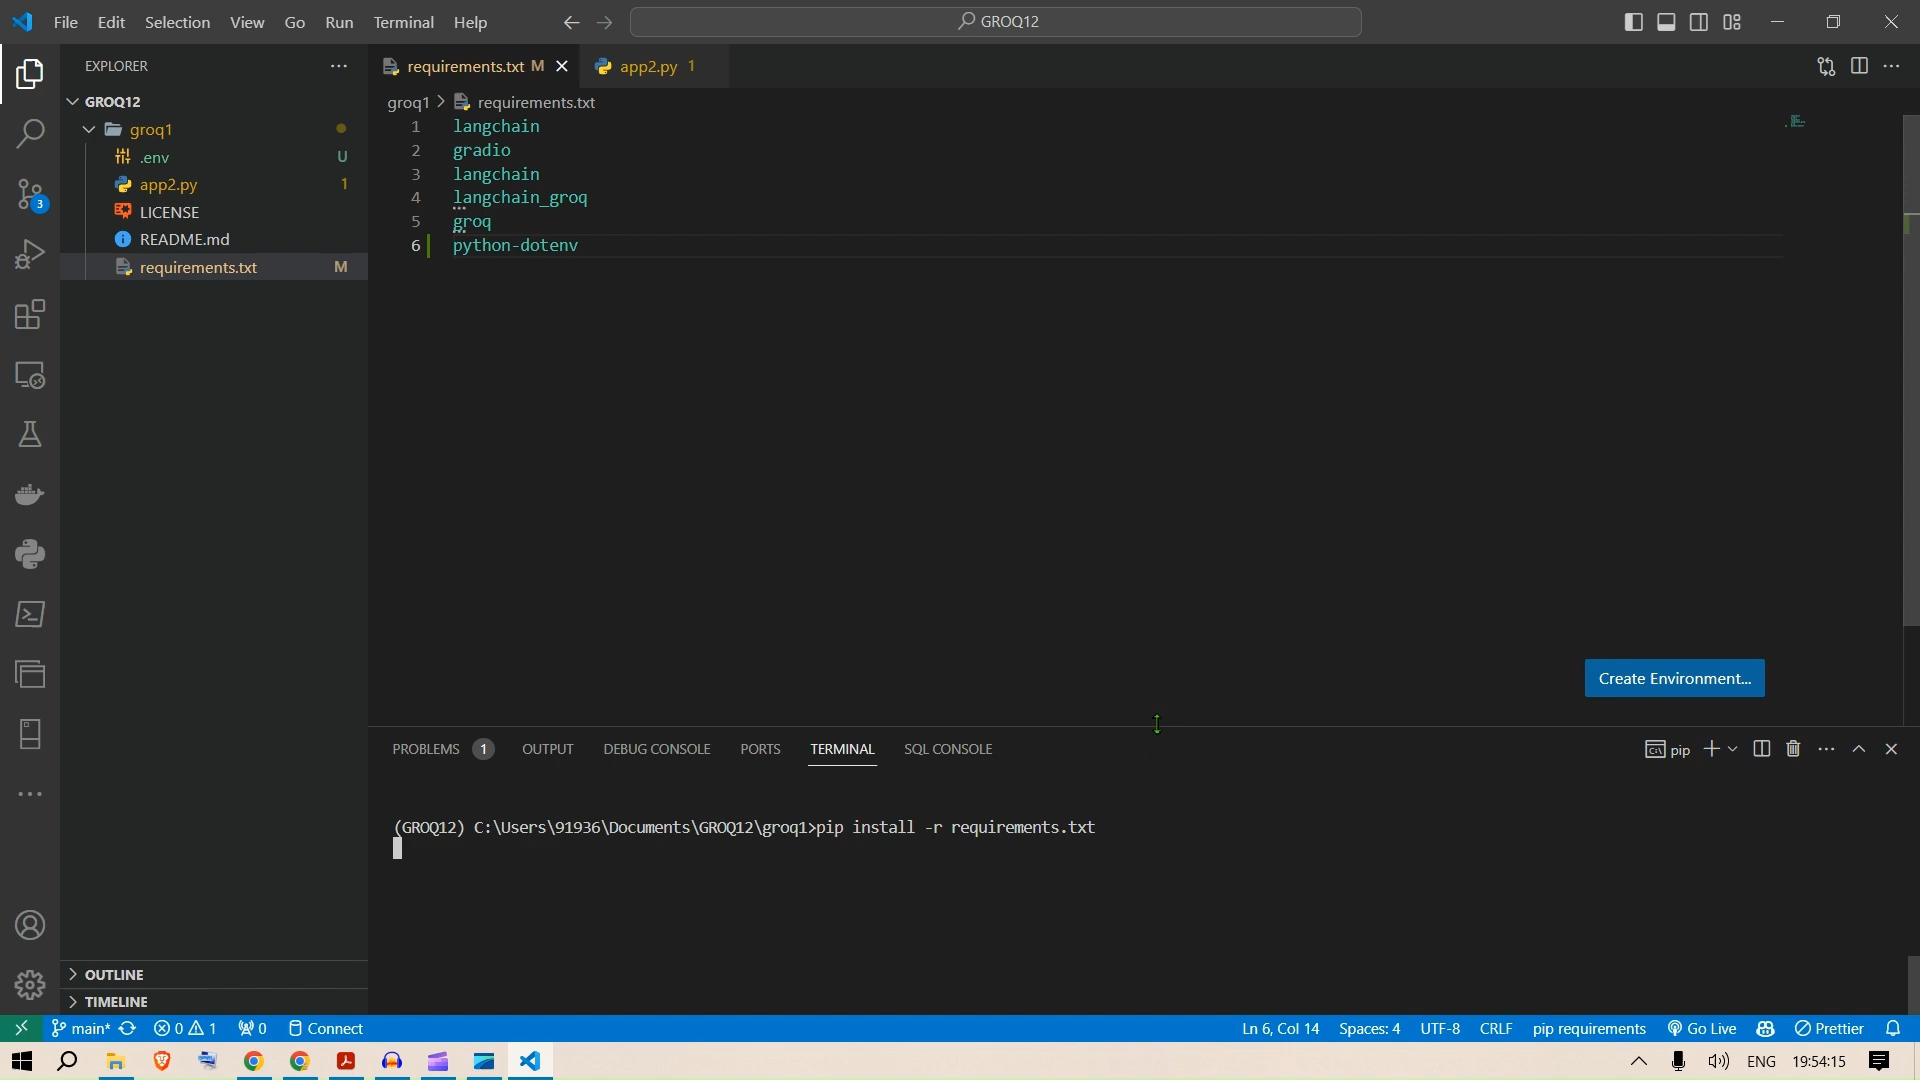 File Edit Selection View Go Run Terminal Help
GROQ12
EXPLORER
GROQ12
groq1
.env U
app2.py 1
LICENSE
README.md
requirements.txt M
OUTLINE
TIMELINE
requirements.txt M
app2.py 1
groq1 > requirements.txt
1 langchain
2 gradio
3 langchain
4 langchain_groq
5 groq
6 python-dotenv
Create Environment...
PROBLEMS 1 OUTPUT DEBUG CONSOLE PORTS TERMINAL SQL CONSOLE
pip
(GROQ12) C:\Users\91936\Documents\GROQ12\groq1>pip install -r requirements.txt
3
main* 0 1 0 Connect
Ln 6, Col 14 Spaces: 4 UTF-8 CRLF pip requirements Go Live Prettier
ENG 19:54:15